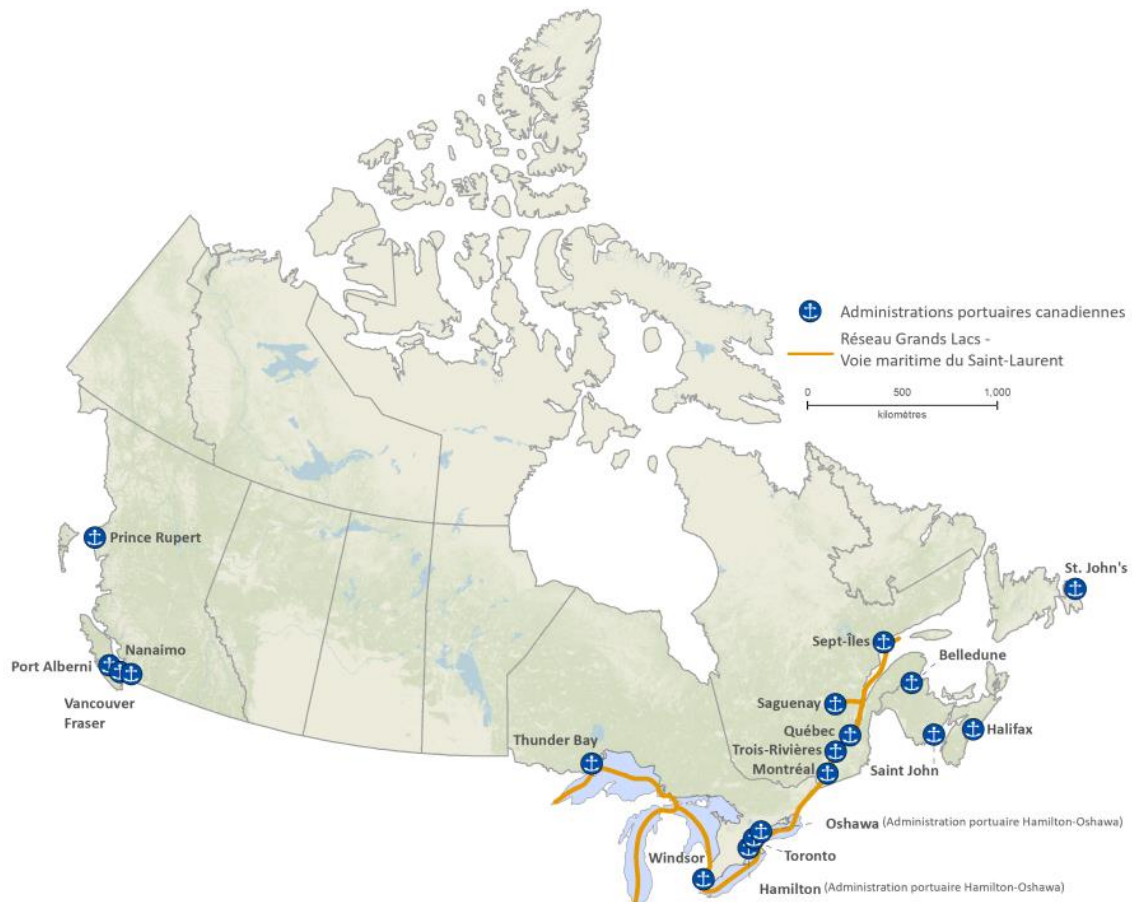 Administrations portuaires canadiennes
Réseau Grands Lacs -
Voie maritime du Saint-Laurent
0 500 1,000
kilomètres
Prince Rupert
St. John's
Sept-Îles
Nanaimo
Belledune
Port Alberni
Vancouver
Fraser
Saguenay
Québec
Halifax
Thunder Bay
Trois-Rivières
Montréal
Saint John
Oshawa (Administration portuaire Hamilton-Oshawa)
Windsor
Toronto
Hamilton (Administration portuaire Hamilton-Oshawa)